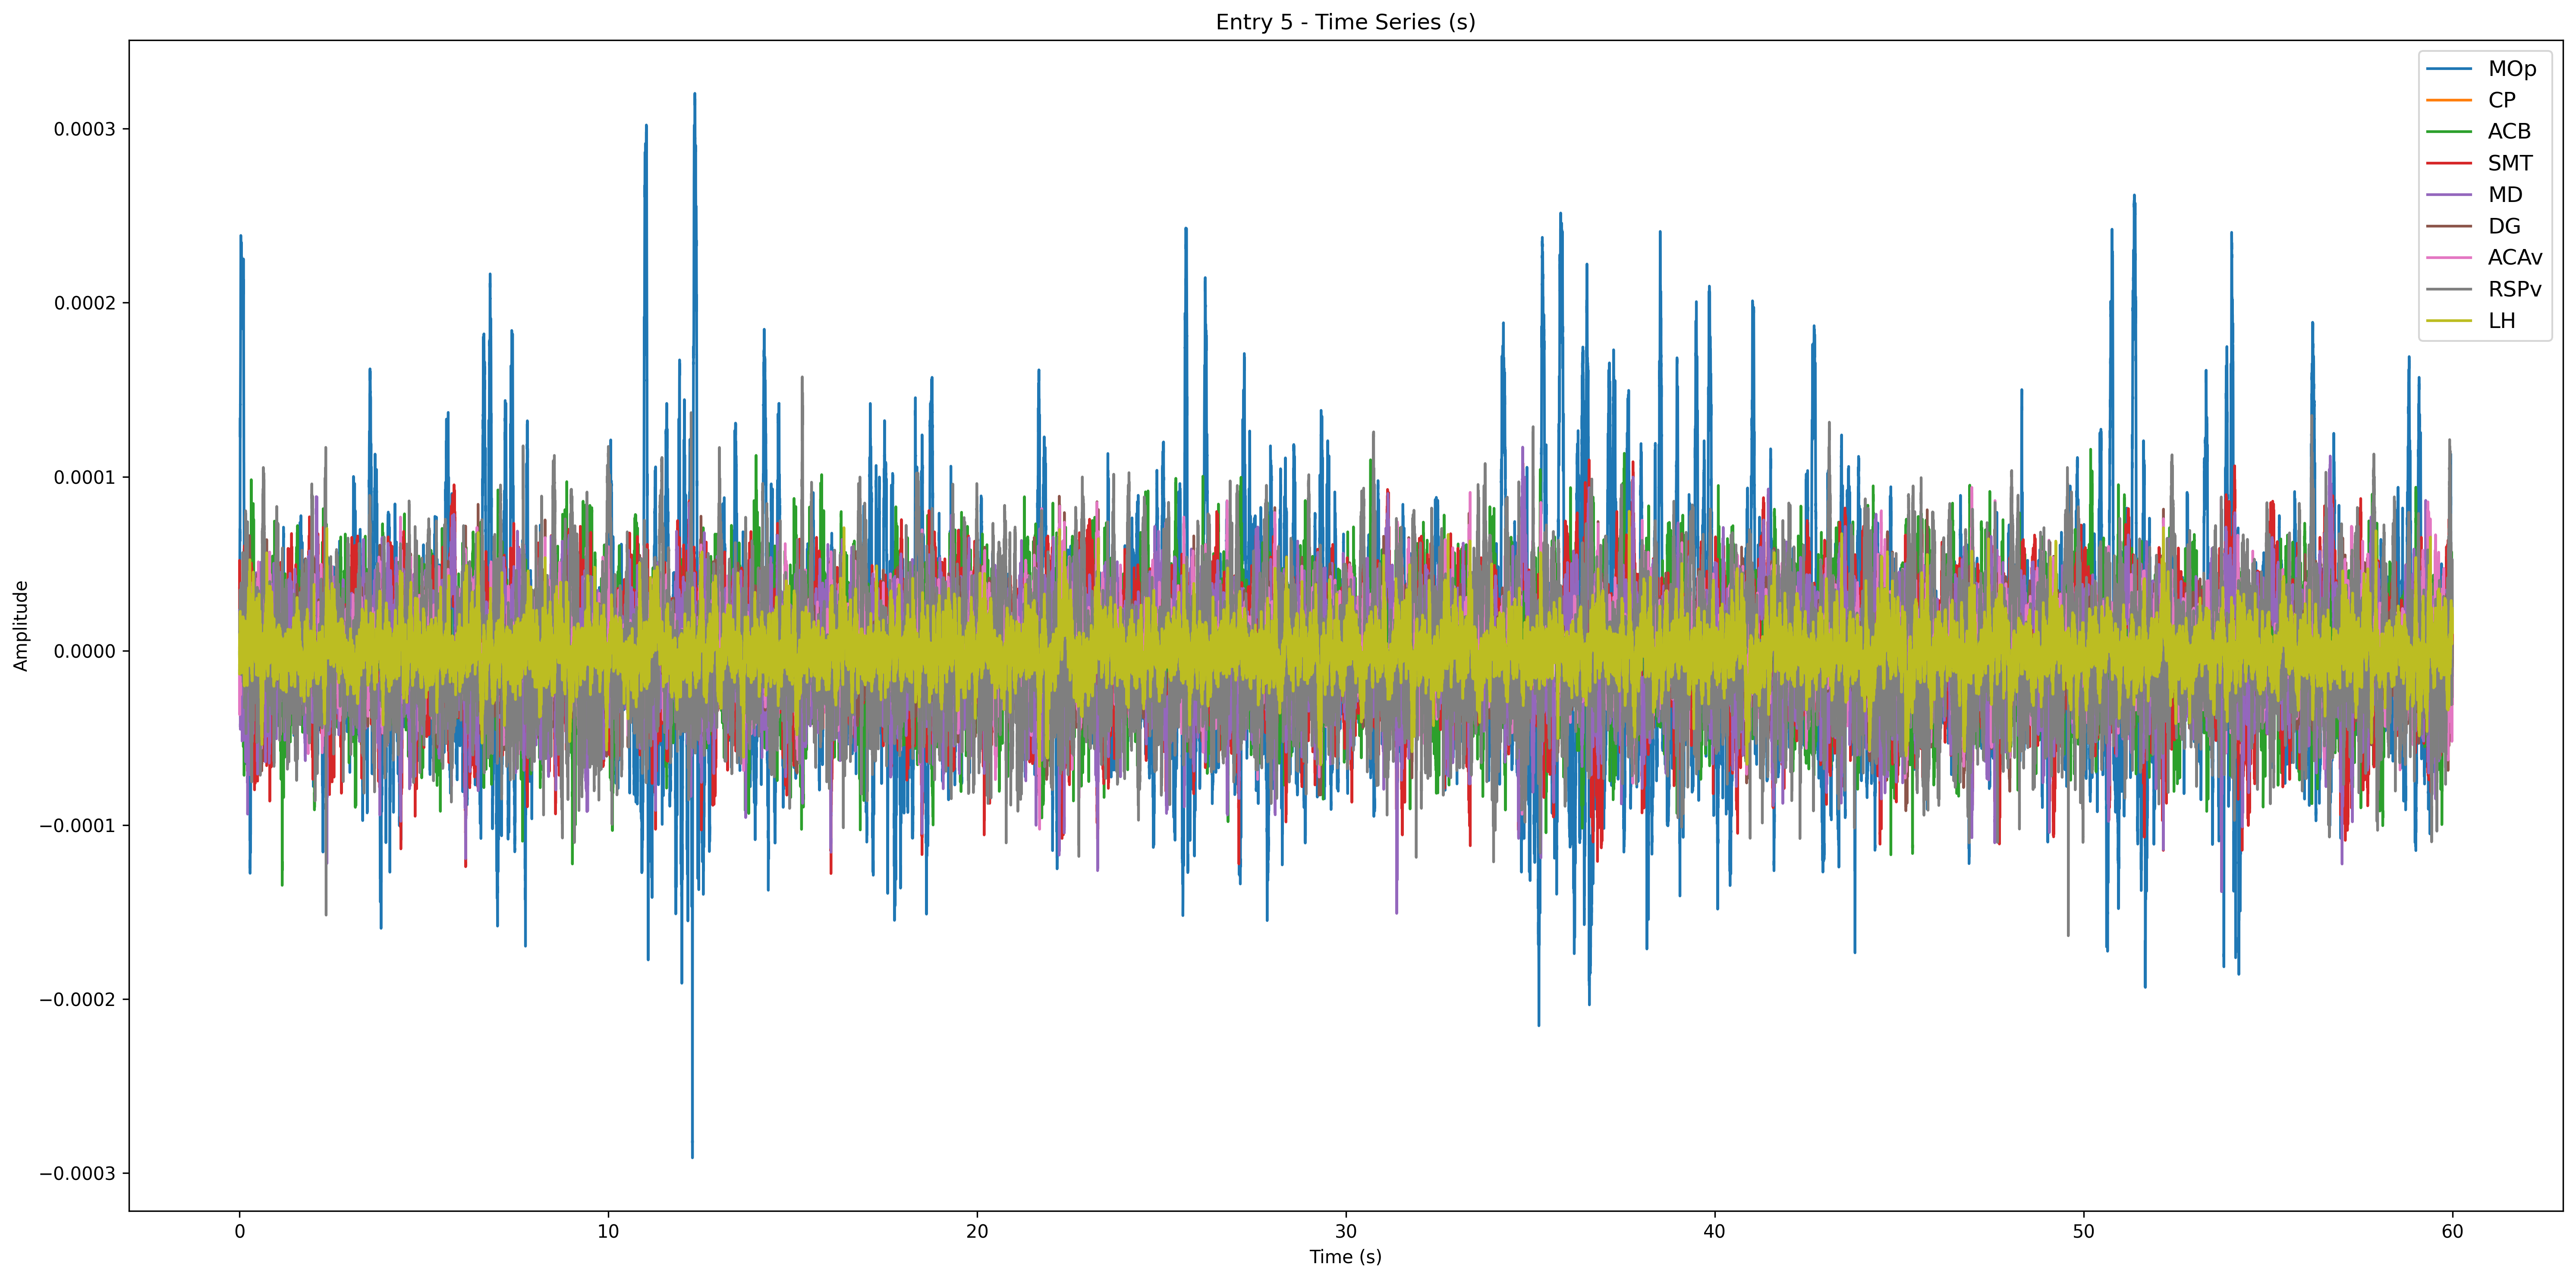 Entry 5 - Time Series (s)
MOp
CP
ACB
SMT
MD
DG
ACAv
RSPv
LH
Amplitude
0.0003
0.0002
0.0001
0.0000
−0.0001
−0.0002
−0.0003
0 10 20 30 40 50 60
Time (s)